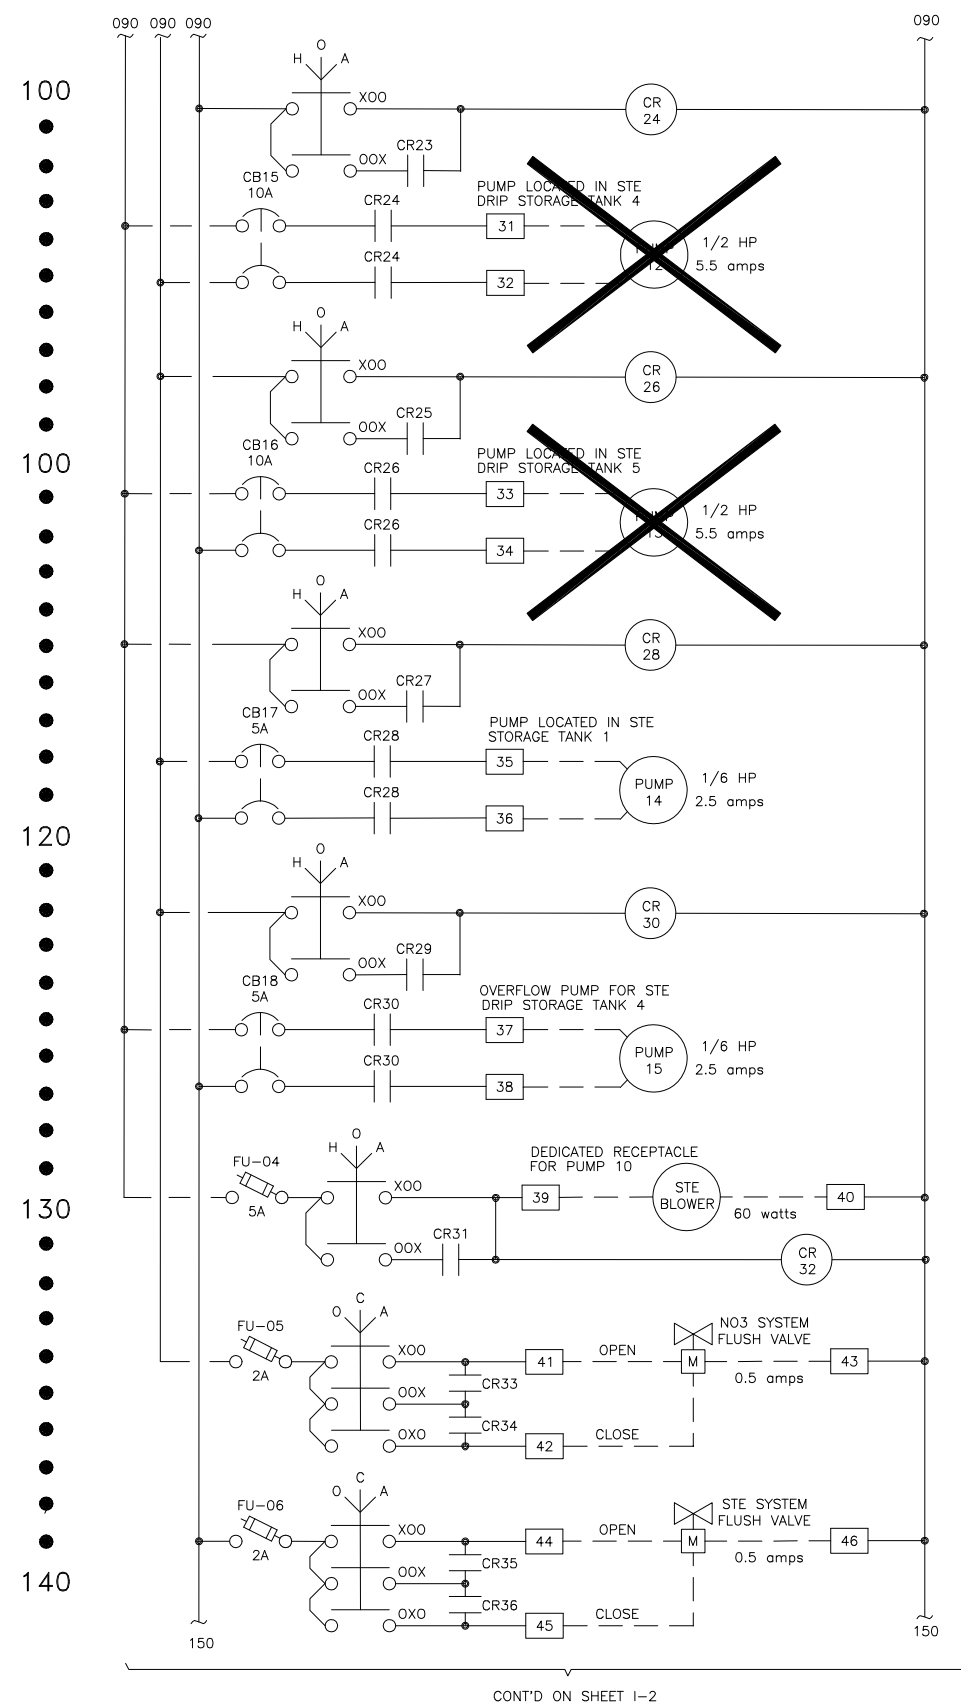 090 090 090 090
O
H A
100
XOO
CR
24
OOX CR23
CB15
10A
PUMP LOCATED IN STE
DRIP STORAGE TANK 4
CR24
31
1/2 HP
5.5 amps
CR24
32
O
H A
XOO
CR
26
OOX CR25
CB16
10A
100
PUMP LOCATED IN STE
DRIP STORAGE TANK 5
CR26
33
1/2 HP
5.5 amps
CR26
34
O
H A
XOO
CR
28
OOX CR27
CB17
5A
PUMP LOCATED IN STE
STORAGE TANK 1
CR28
35
PUMP
14
1/6 HP
2.5 amps
CR28
36
120
O
H A
XOO
CR
30
OOX CR29
CB18
5A
OVERFLOW PUMP FOR STE
DRIP STORAGE TANK 4
CR30
37
PUMP
15
1/6 HP
2.5 amps
CR30
38
O
H A
DEDICATED RECEPTACLE
FOR PUMP 10
FU-04
5A
XOO
39
STE
BLOWER
60 watts
40
130
OOX CR31
CR
32
C
O A
FU-05
2A
XOO
41
OPEN
NO3 SYSTEM
FLUSH VALVE
M
0.5 amps
43
CR33
OOX
CR34
OXO
42
CLOSE
C
O A
FU-06
2A
XOO
44
OPEN
STE SYSTEM
FLUSH VALVE
M
0.5 amps
46
CR35
OOX
140
CR36
OXO
45
CLOSE
150 150
CONT'D ON SHEET I-2